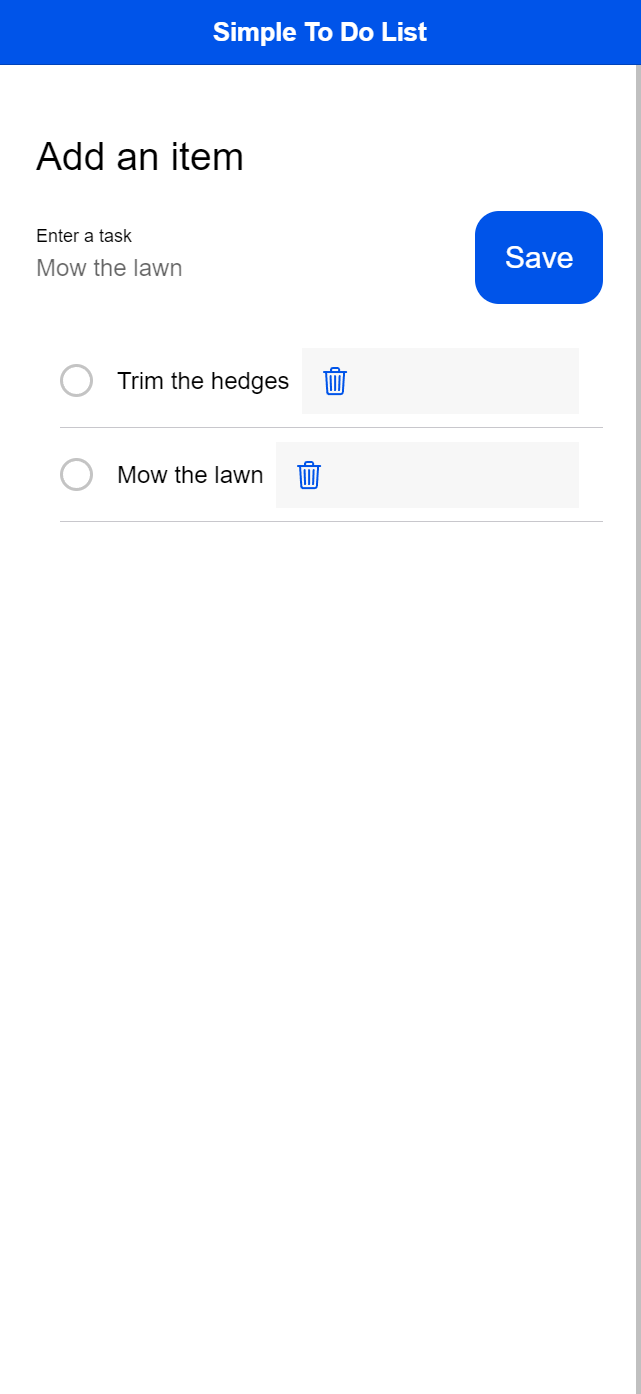 Simple To Do List
Add an item
Enter a task
Mow the lawn
Save
Trim the hedges
Mow the lawn